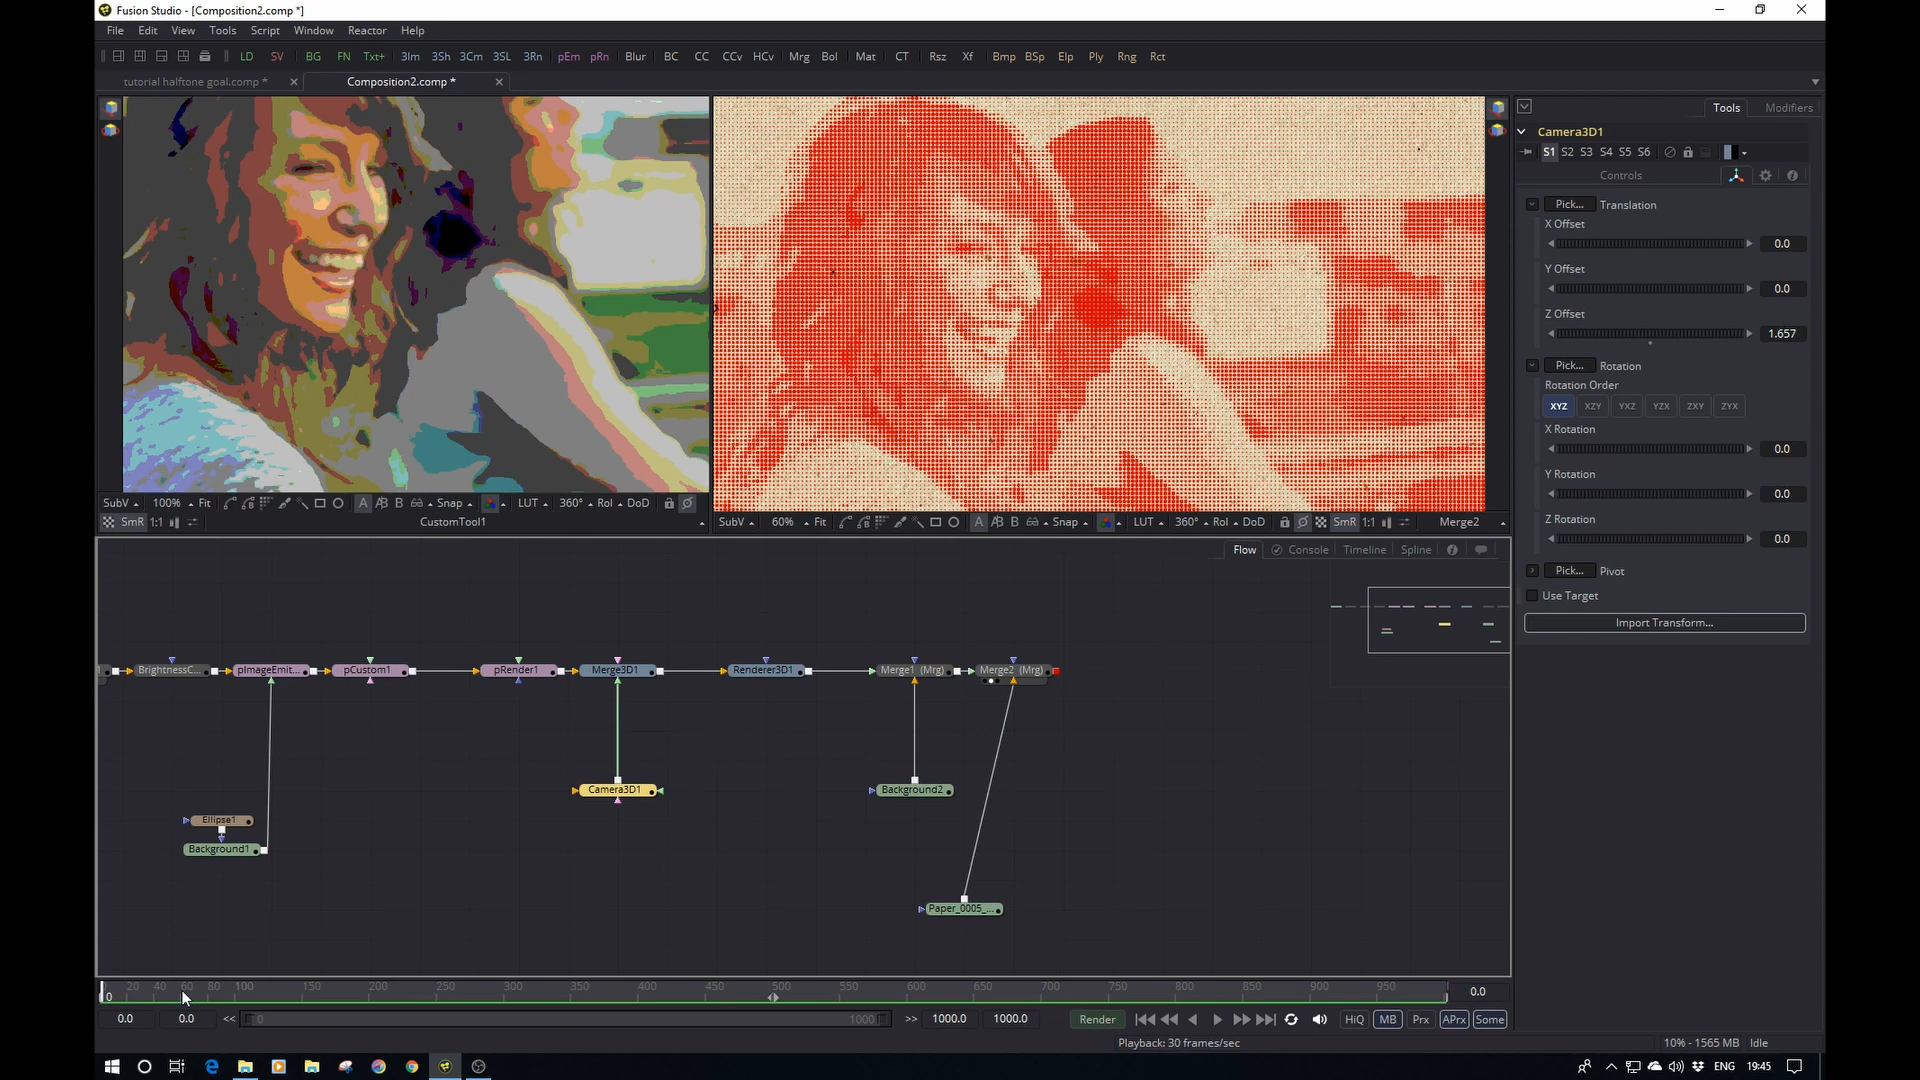 Fusion Studio - [Composition2.comp *]
File Edit View Tools Script Window Reactor Help
LD SV BG FN Txt+ 3Im 3Sh 3Cm 3SL 3Rn pEm pRn Blur BC CC CCv HCv Mrg Bol Mat CT Rsz Xf Bmp BSp Elp Ply Rng Rct
tutorial halftone goal.comp * Composition2.comp *
Tools Modifiers
Camera3D1
S1 S2 S3 S4 S5 S6
Controls
Pick... Translation
X Offset
0.0
Y Offset
0.0
Z Offset
1.657
Pick... Rotation
Rotation Order
XYZ XZY YXZ YZX ZXY ZYX
X Rotation
0.0
Y Rotation
0.0
Z Rotation
0.0
Pick... Pivot
Use Target
Import Transform...
SubV 100% Fit A A|B B Snap LUT 360° RoI DoD
SmR 1:1 CustomTool1
SubV 60% Fit A A|B B Snap LUT 360° RoI DoD SmR 1:1 Merge2
Flow Console Timeline Spline
BrightnessC... pImageEmit... pCustom1 pRender1 Merge3D1 Renderer3D1 Merge1 (Mrg) Merge2 (Mrg)
Camera3D1 Background2
Ellipse1
Background1
Paper_0005_...
0 20 40 60 80 100 150 200 250 300 350 400 450 500 550 600 650 700 750 800 850 900 950 0.0
0.0 0.0 << 0 1000 >> 1000.0 1000.0 Render HiQ MB Prx APrx Some
Playback: 30 frames/sec 10% - 1565 MB Idle
ENG 19:45